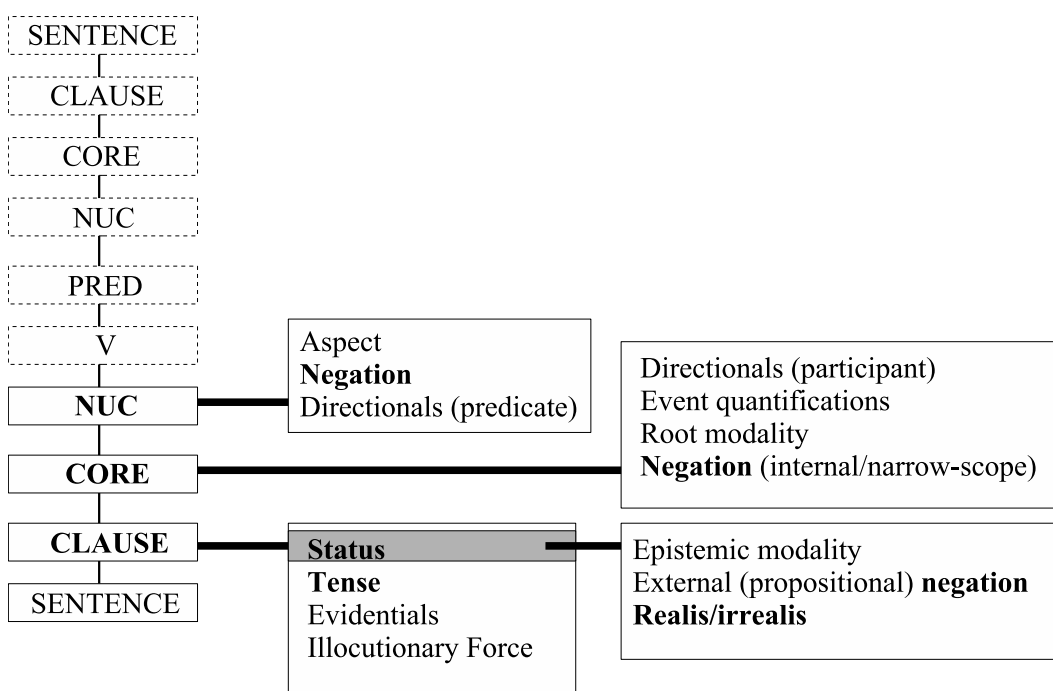 SENTENCE
CLAUSE
CORE
NUC
PRED
V
NUC
CORE
CLAUSE
SENTENCE
Aspect
Negation
Directionals (predicate)
Directionals (participant)
Event quantifications
Root modality
Negation (internal/narrow-scope)
Status
Tense
Evidentials
Illocutionary Force
Epistemic modality
External (propositional) negation
Realis/irrealis